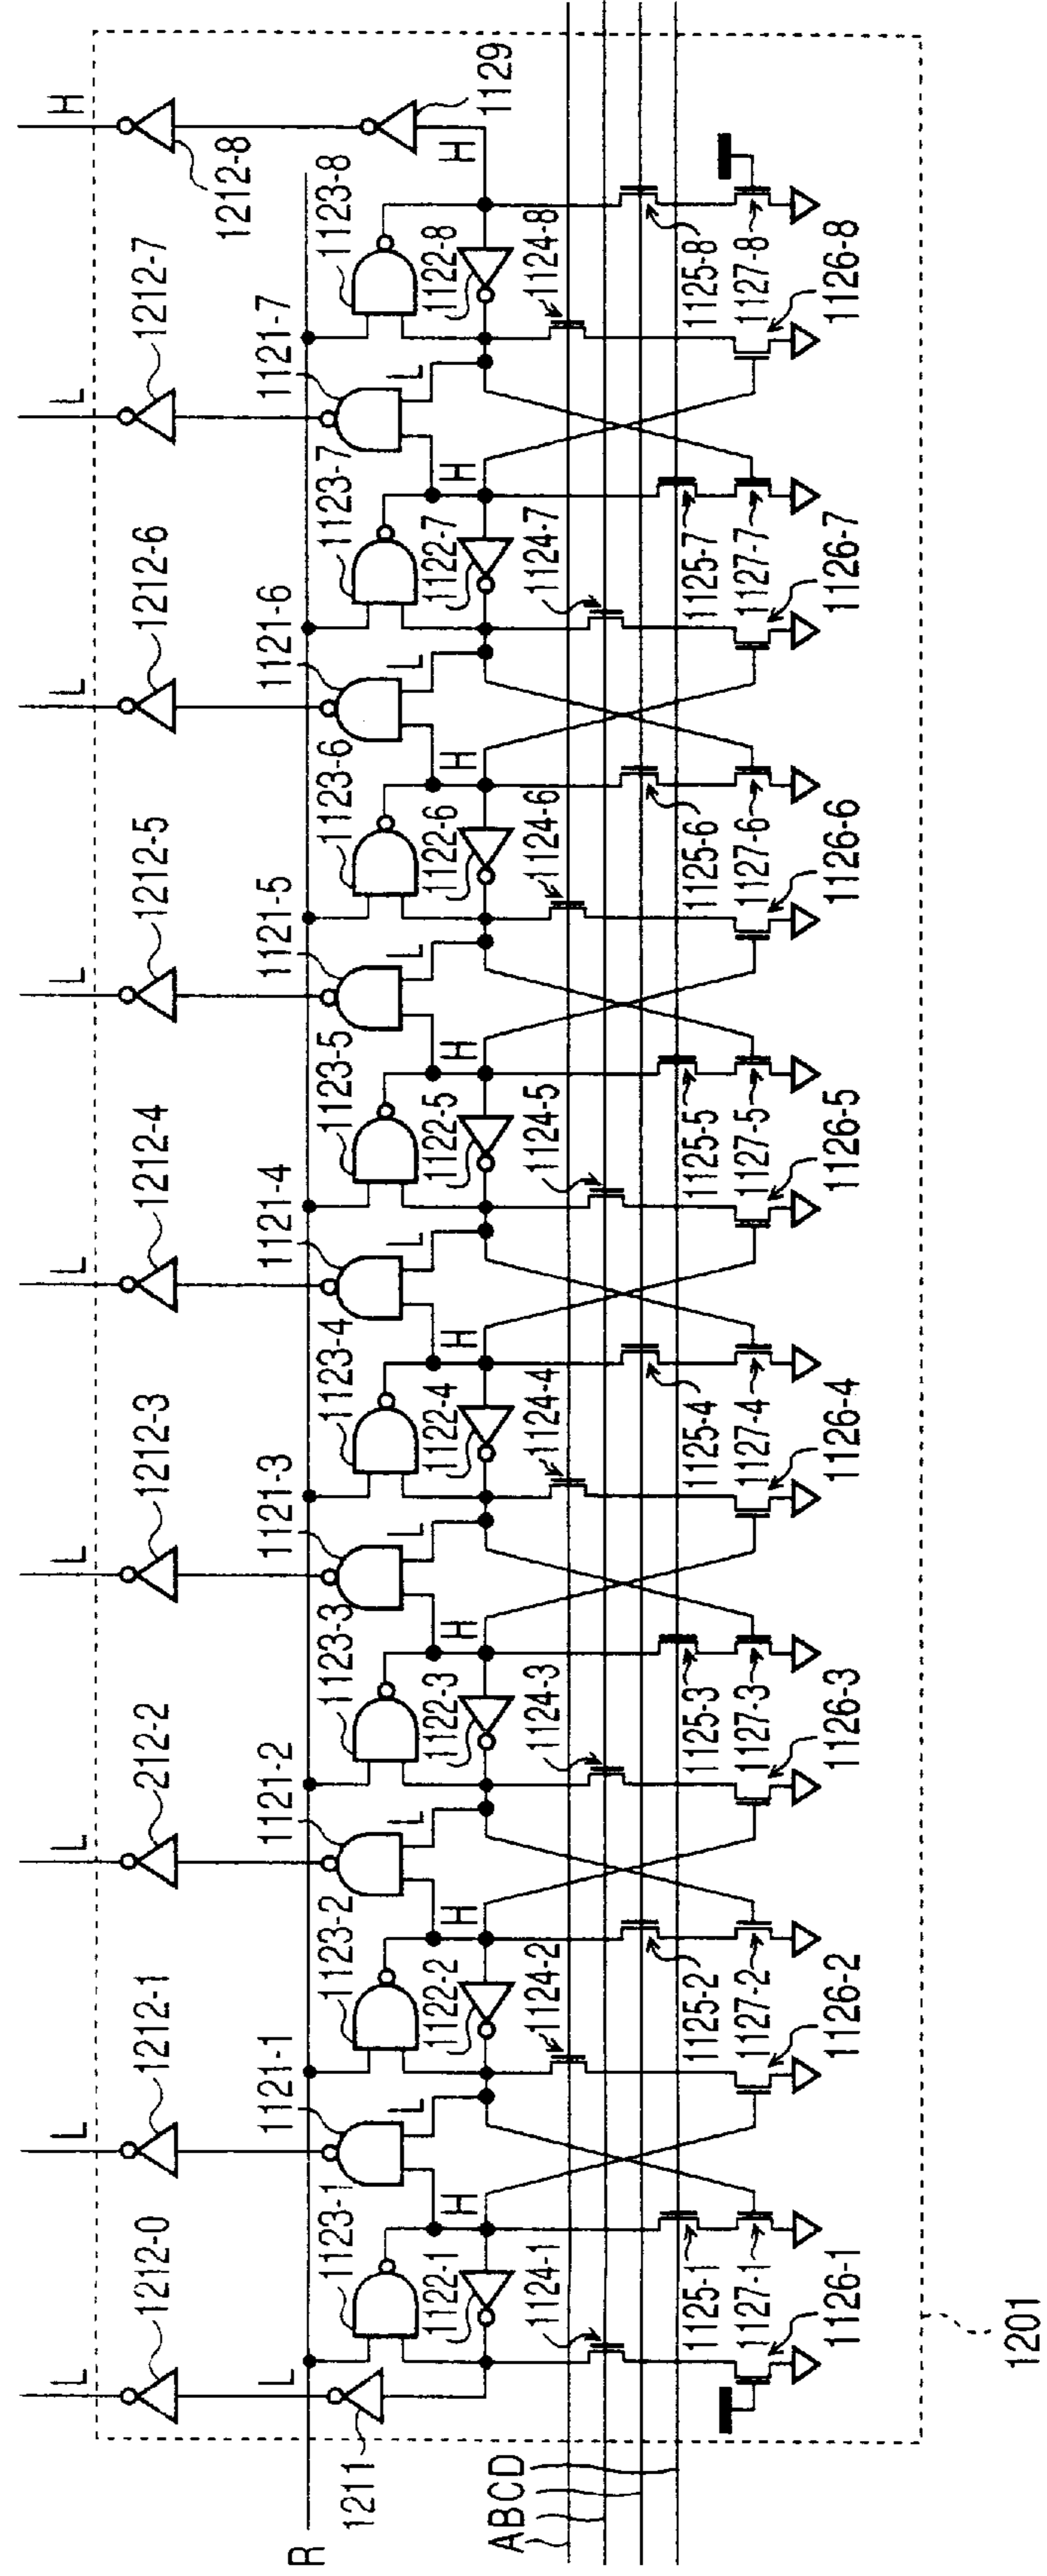 L L L L L L L L H
1212-0 1212-1 212-2 1212-3 1212-4 1212-5 1212-6 1212-7
1212-8
L 1121-1 1121-2 1121-3 1121-4 1121-5 1121-6 1121-7
R
1123-1 1123-2 1123-3 1123-4 1123-5 1123-6 1123-7 1123-8
1211
L L L L L L L
1122-1 1122-2 1122-3 1122-4 1122-5 1122-6 1122-7 1122-8
H H H H H H H H
1129
ABCD
1124-1 1124-2 1124-3 1124-4 1124-5 1124-6 1124-7 1124-8
1125-1 1125-2 1125-3 1125-4 1125-5 1125-6 1125-7 1125-8
1127-1 1127-2 1127-3 1127-4 1127-5 1127-6 1127-7 1127-8
1126-1 1126-2 1126-3 1126-4 1126-5 1126-6 1126-7 1126-8
1201